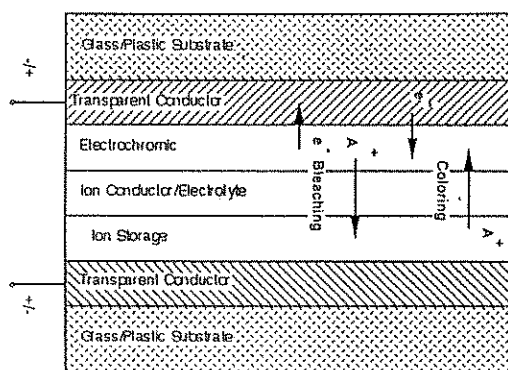 Glass/Plastic Substrate
+/-
Transparent Conductor
e-
Electrochromic
e-
A+
Bleaching
Coloring
A+
Ion Conductor/Electrolyte
Ion Storage
Transparent Conductor
-/+
Glass/Plastic Substrate